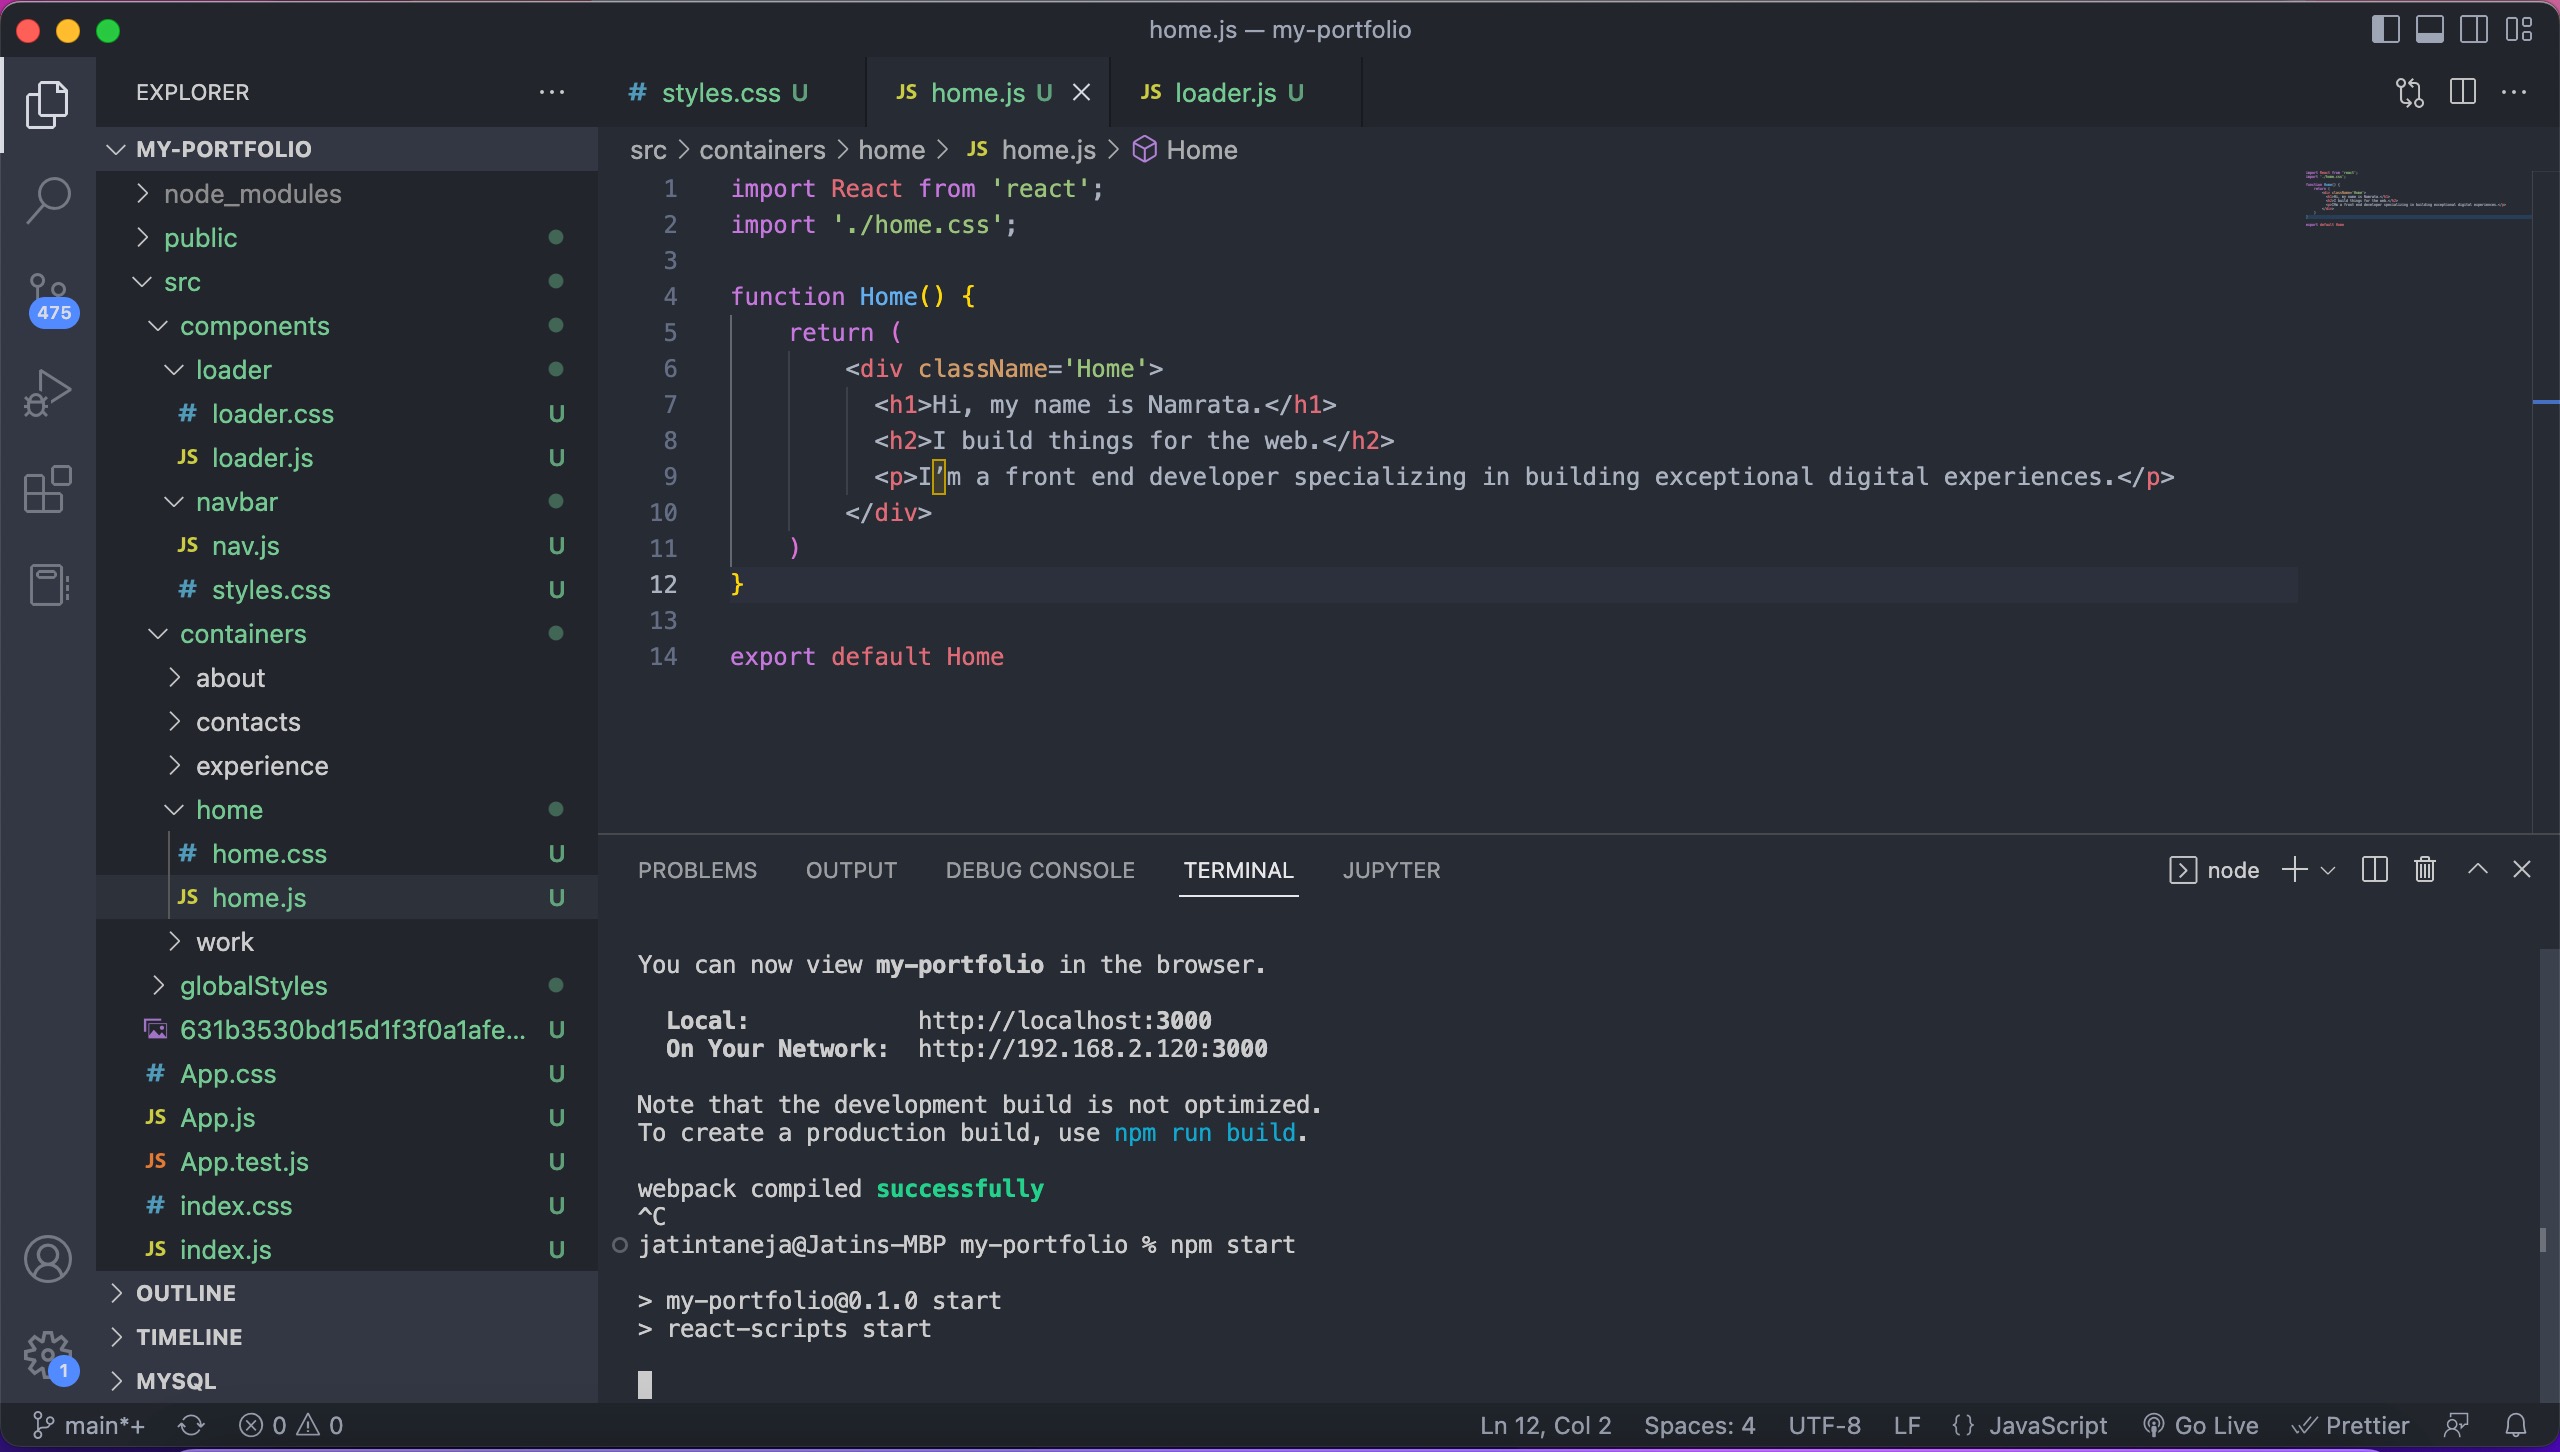 home.js — my-portfolio
EXPLORER
MY-PORTFOLIO
node_modules
public
src
475
components
loader
loader.css U
loader.js U
navbar
nav.js U
styles.css U
containers
about
contacts
experience
home
home.css U
home.js U
work
globalStyles
631b3530bd15d1f3f0a1afe... U
App.css U
App.js U
App.test.js U
index.css U
index.js U
OUTLINE
TIMELINE
1
MYSQL
styles.css U
JS home.js U
JS loader.js U
src > containers > home > JS home.js > Home
1 import React from 'react';
2 import './home.css';
3
4 function Home() {
5 return (
6 <div className='Home'>
7 <h1>Hi, my name is Namrata.</h1>
8 <h2>I build things for the web.</h2>
9 <p>I’m a front end developer specializing in building exceptional digital experiences.</p>
10 </div>
11 )
12 }
13
14 export default Home
PROBLEMS OUTPUT DEBUG CONSOLE TERMINAL JUPYTER
node
You can now view my-portfolio in the browser.
Local: http://localhost:3000
On Your Network: http://192.168.2.120:3000
Note that the development build is not optimized.
To create a production build, use npm run build.
webpack compiled successfully
^C
jatintaneja@Jatins-MBP my-portfolio % npm start
> my-portfolio@0.1.0 start
> react-scripts start
main*+ 0 0
Ln 12, Col 2 Spaces: 4 UTF-8 LF {} JavaScript Go Live Prettier